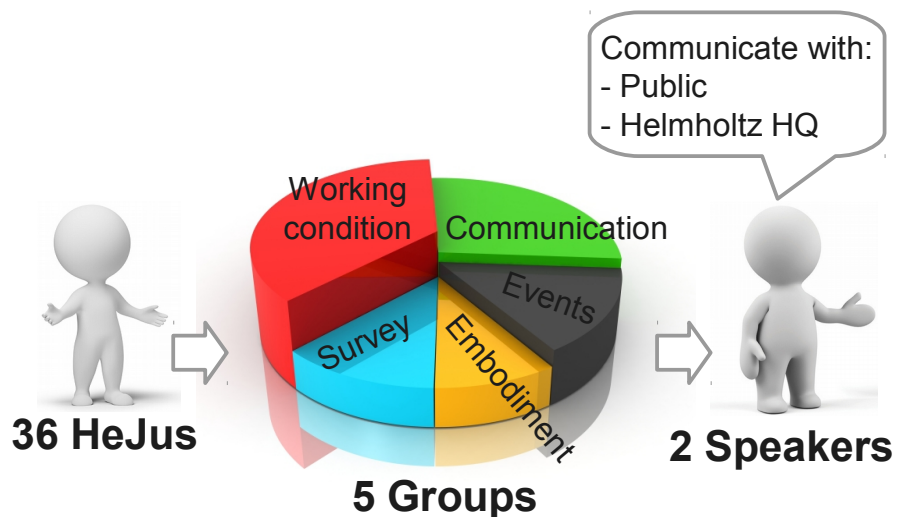 Communicate with:
- Public
- Helmholtz HQ
Working
condition
Communication
Events
Survey
Embodiment
36 HeJus
5 Groups
2 Speakers